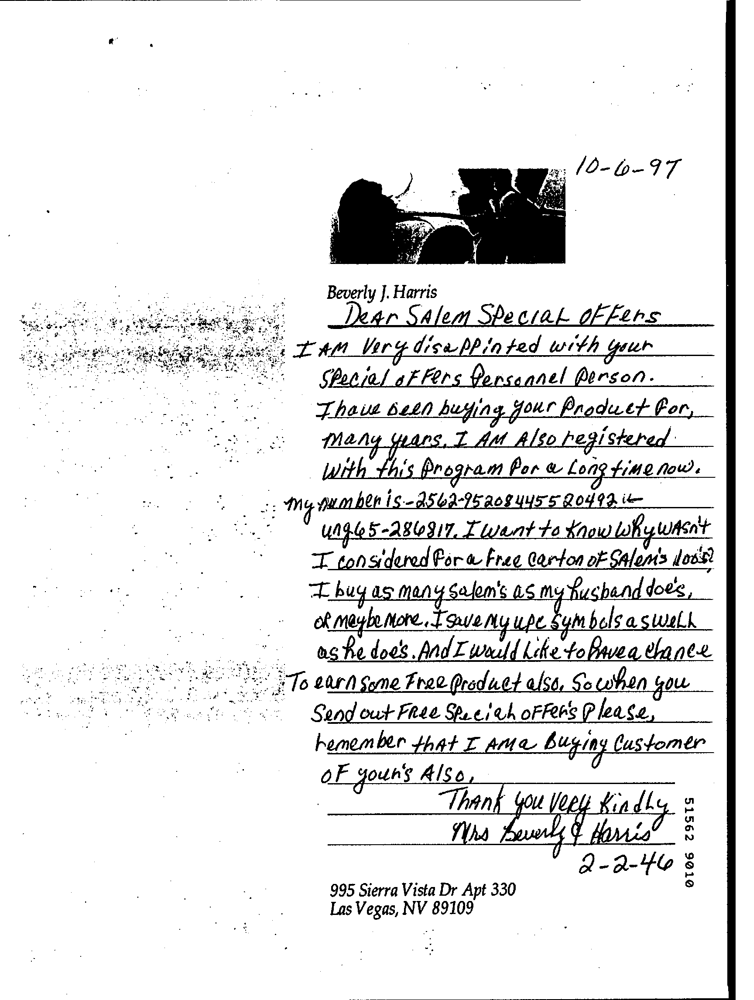 10-6-97
Beverly J. Harris
Dear Salem Special Offers
I AM Very disappinted with your
Special offers Personnel Person.
I have been buying your Product for,
many years. I AM Also registered
with this Program for a Long time now.
My number is -2562-95208445520492
ung65-286817. I want to Know Why WAsn't
I considered for a free carton of SAlem's 100's?
I buy as many salem's as my husband doe's,
or maybe More. I save My upc symbols as weLL
as he doe's. And I would Like to have a chance
To earn some Free Product also, So when you
Send out Free Special offer's Please,
remember thAt I AM a Buying Customer
of your's Also,
Thank you Very Kindly
Mrs Beverly J Harris
2-2-46
995 Sierra Vista Dr Apt 330
Las Vegas, NV 89109
51562 9010